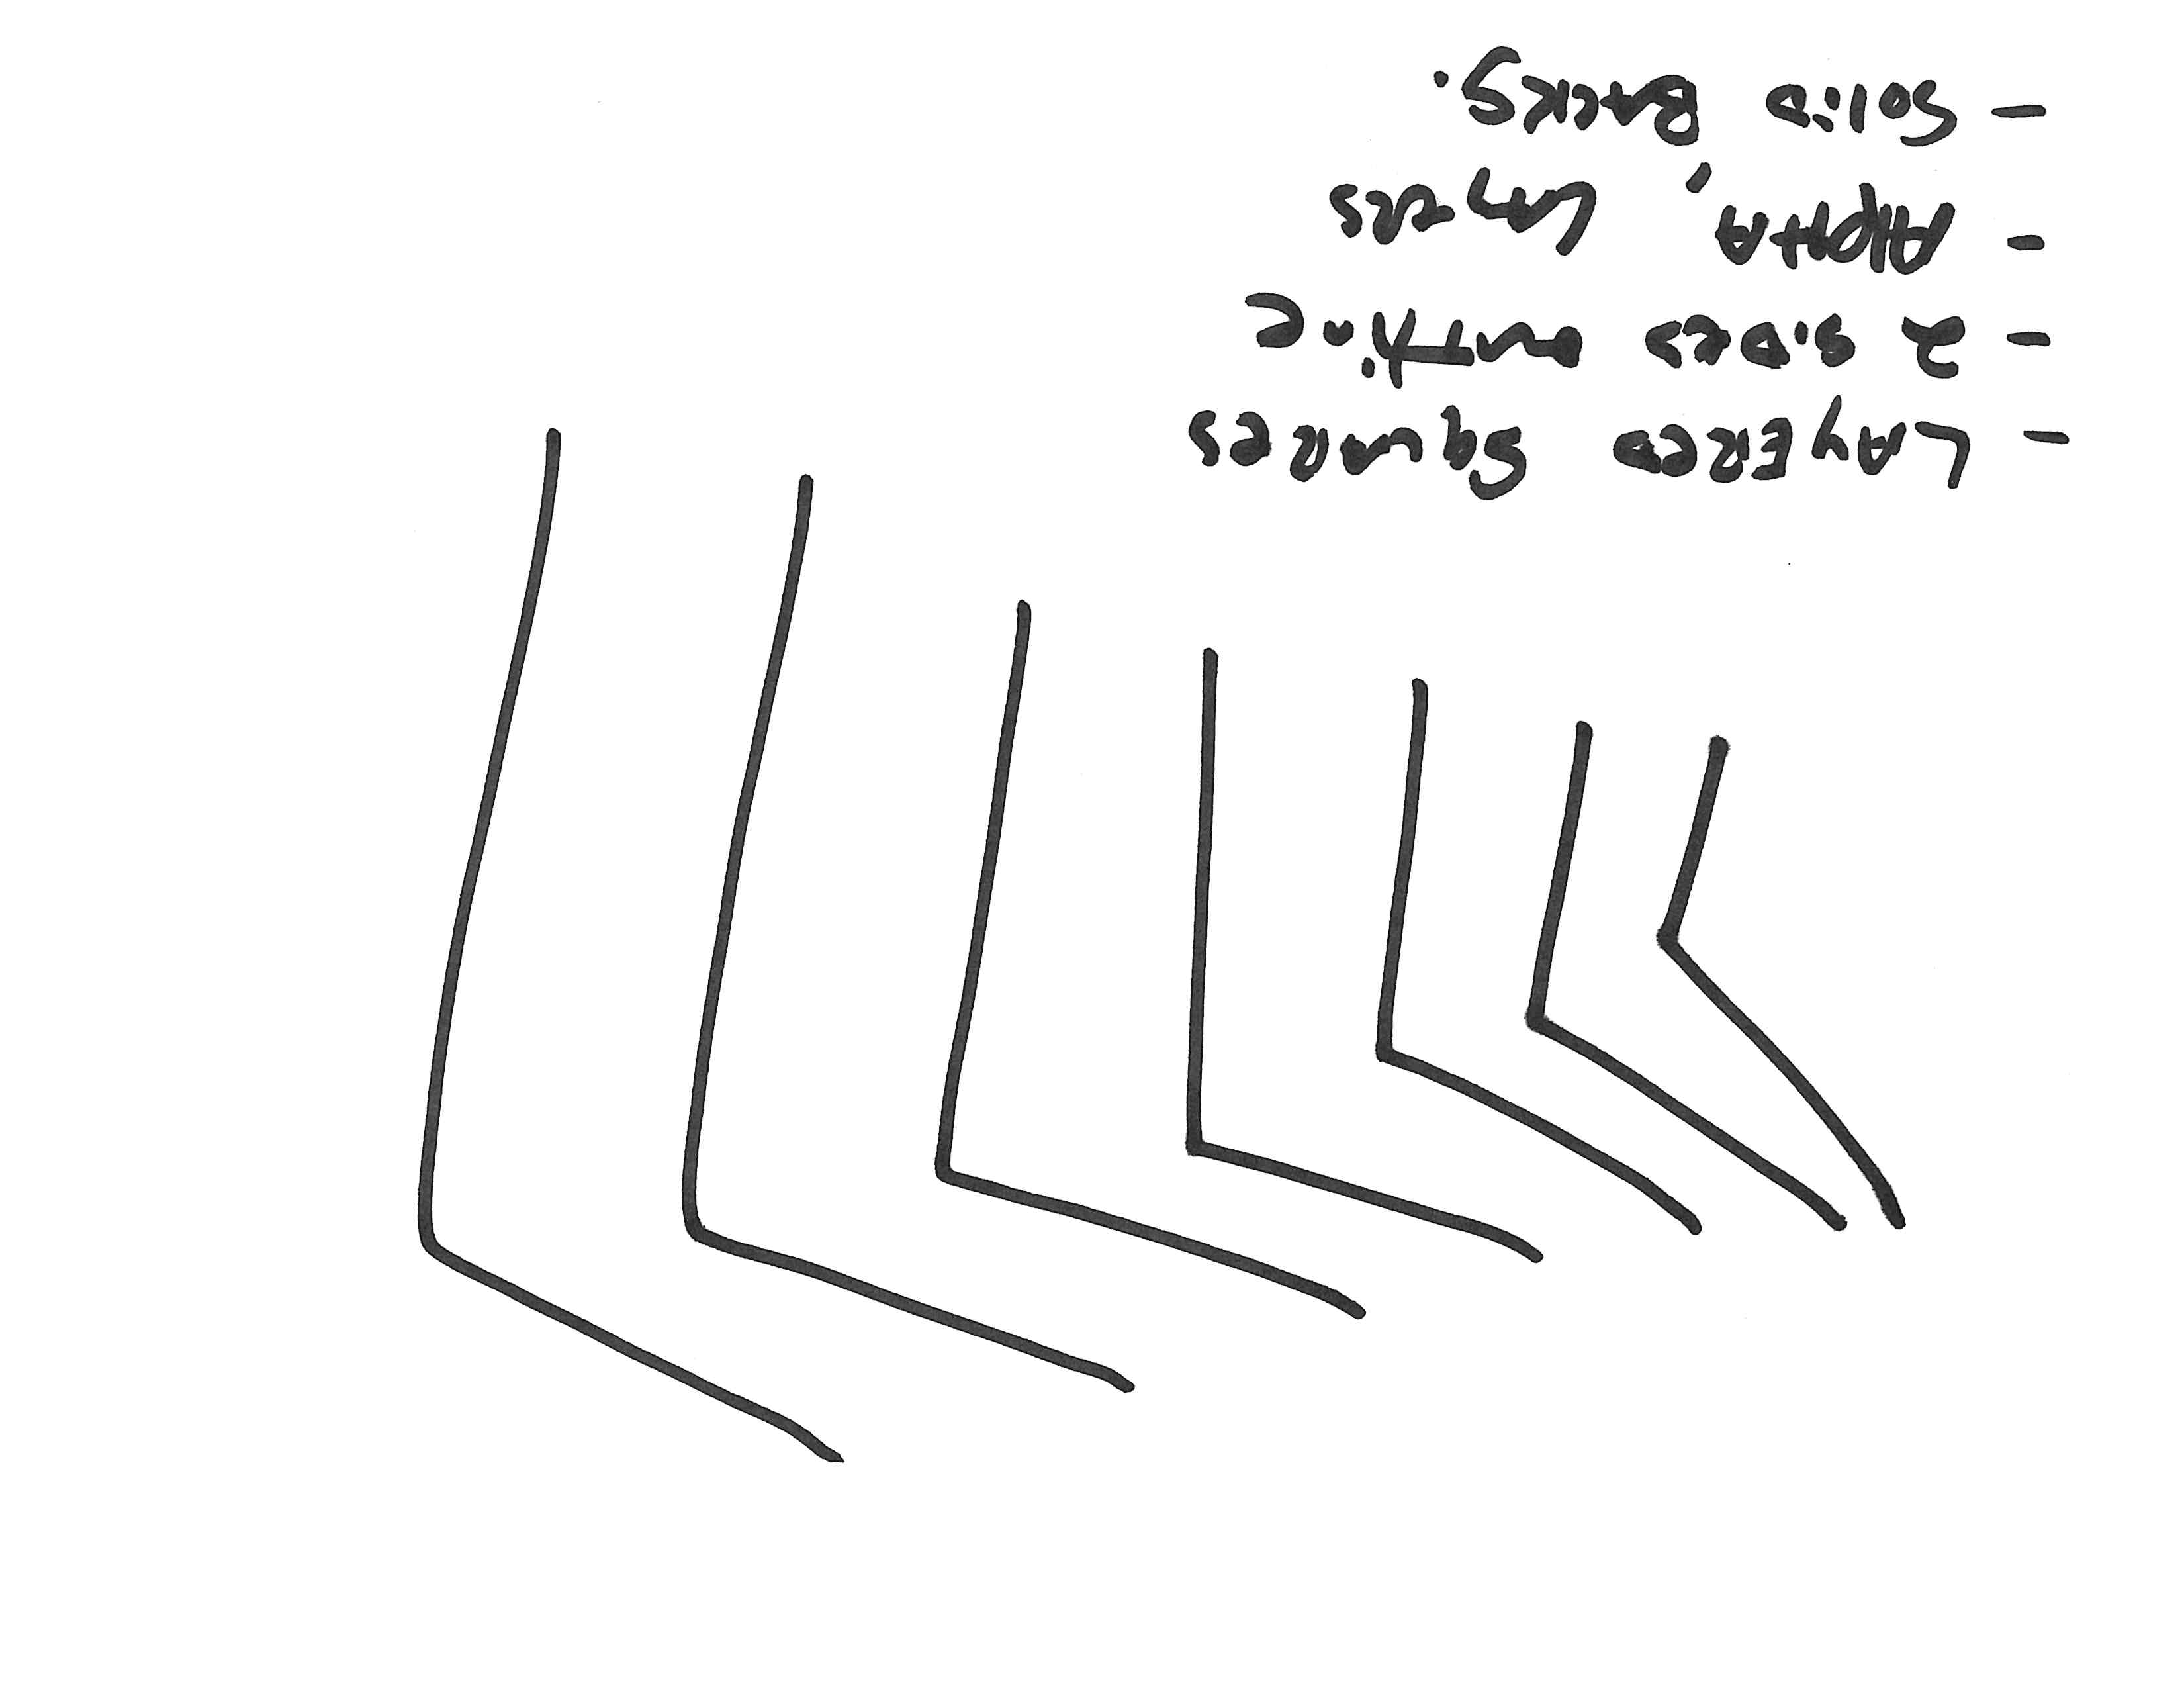 - LAYERED SquARES
- 2 siDes outline
- AlPHA, LAYERS
- Solid BACKS.